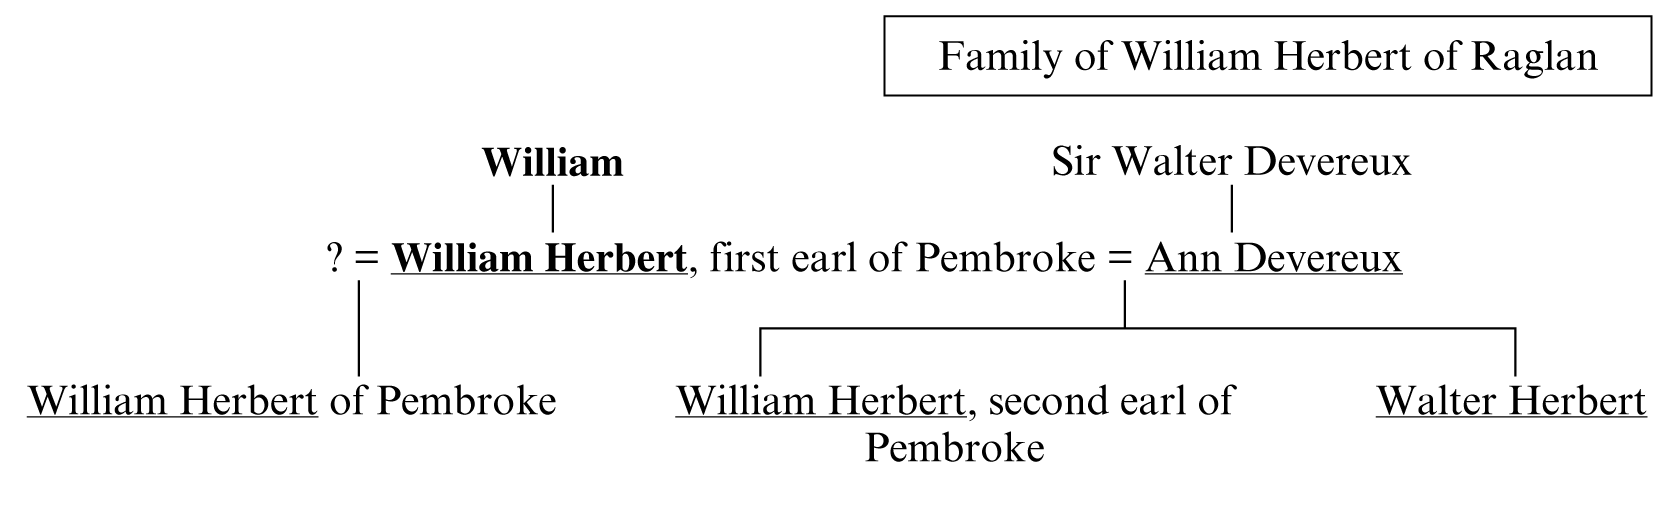 Family of William Herbert of Raglan
William Sir Walter Devereux
? = William Herbert, first earl of Pembroke = Ann Devereux
William Herbert of Pembroke William Herbert, second earl of Walter Herbert
Pembroke